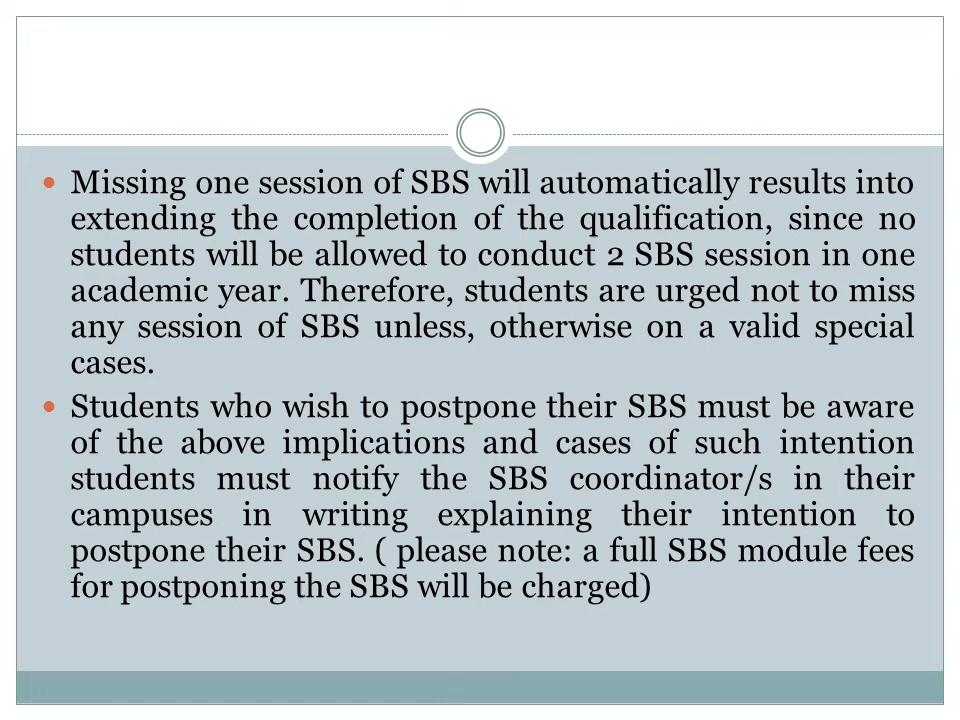 Missing one session of SBS will automatically results into
extending the completion of the qualification, since no
students will be allowed to conduct 2 SBS session in one
academic year. Therefore, students are urged not to miss
any session of SBS unless, otherwise on a valid special
cases.
Students who wish to postpone their SBS must be aware
of the above implications and cases of such intention
students must notify the SBS coordinator/s in their
campuses in writing explaining their intention to
postpone their SBS. ( please note: a full SBS module fees
for postponing the SBS will be charged)